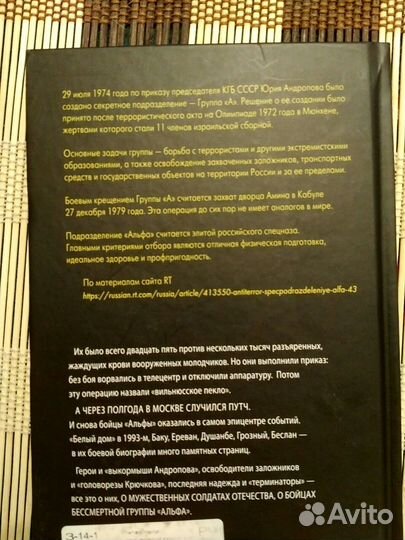 29 июля 1974 года по приказу председателя КГБ СССР Юрия Андропова было
создано секретное подразделение – Группа «А». Решение о ее создании было
принято после террористического акта на Олимпиаде 1972 года в Мюнхене,
жертвами которого стали 11 членов израильской сборной.
Основные задачи группы – борьба с террористами и другими экстремистскими
образованиями, а также освобождение захваченных заложников, транспортных
средств и государственных объектов на территории России и за ее пределами.
Боевым крещением Группы «А» считается захват дворца Амина в Кабуле
27 декабря 1979 года. Эта операция до сих пор не имеет аналогов в мире.
Подразделение «Альфа» считается элитой российского спецназа.
Главными критериями отбора являются отличная физическая подготовка,
идеальное здоровье и профпригодность.
По материалам сайта RT
https://russian.rt.com/russia/article/413550-antiterror-specpodrazdeleniye-alfa-43
Их было всего двадцать пять против нескольких тысяч разъяренных,
жаждущих крови вооруженных молодчиков. Но они выполнили приказ:
без боя ворвались в телецентр и отключили аппаратуру. Потом
эту операцию назвали «вильнюсское пекло».
А ЧЕРЕЗ ПОЛГОДА В МОСКВЕ СЛУЧИЛСЯ ПУТЧ.
И снова бойцы «Альфы» оказались в самом эпицентре событий.
«Белый дом» в 1993-м, Баку, Ереван, Душанбе, Грозный, Беслан —
в их боевой биографии много памятных страниц.
Герои и «выкормыши Андропова», освободители заложников
и «головорезы Крючкова», последняя надежда и «терминаторы» —
все это о них, О МУЖЕСТВЕННЫХ СОЛДАТАХ ОТЕЧЕСТВА, О БОЙЦАХ
БЕССМЕРТНОЙ ГРУППЫ «АЛЬФА».
3-14-1
Avito